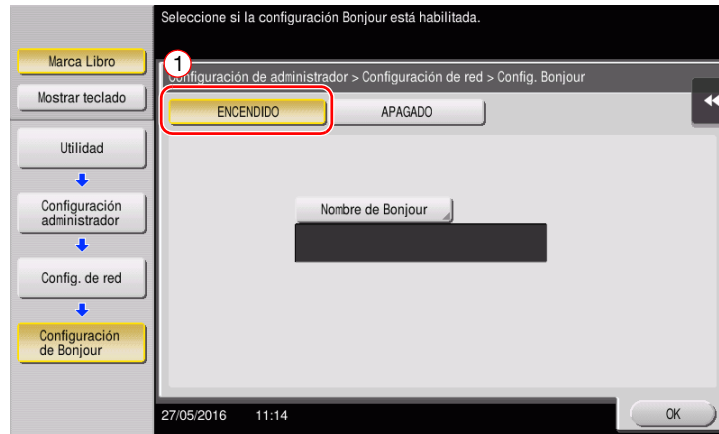 Seleccione si la configuración Bonjour está habilitada.
Marca Libro
Mostrar teclado
Utilidad
Configuración
administrador
Config. de red
Configuración
de Bonjour
1
Configuración de administrador > Configuración de red > Config. Bonjour
ENCENDIDO
APAGADO
Nombre de Bonjour
27/05/2016 11:14
OK